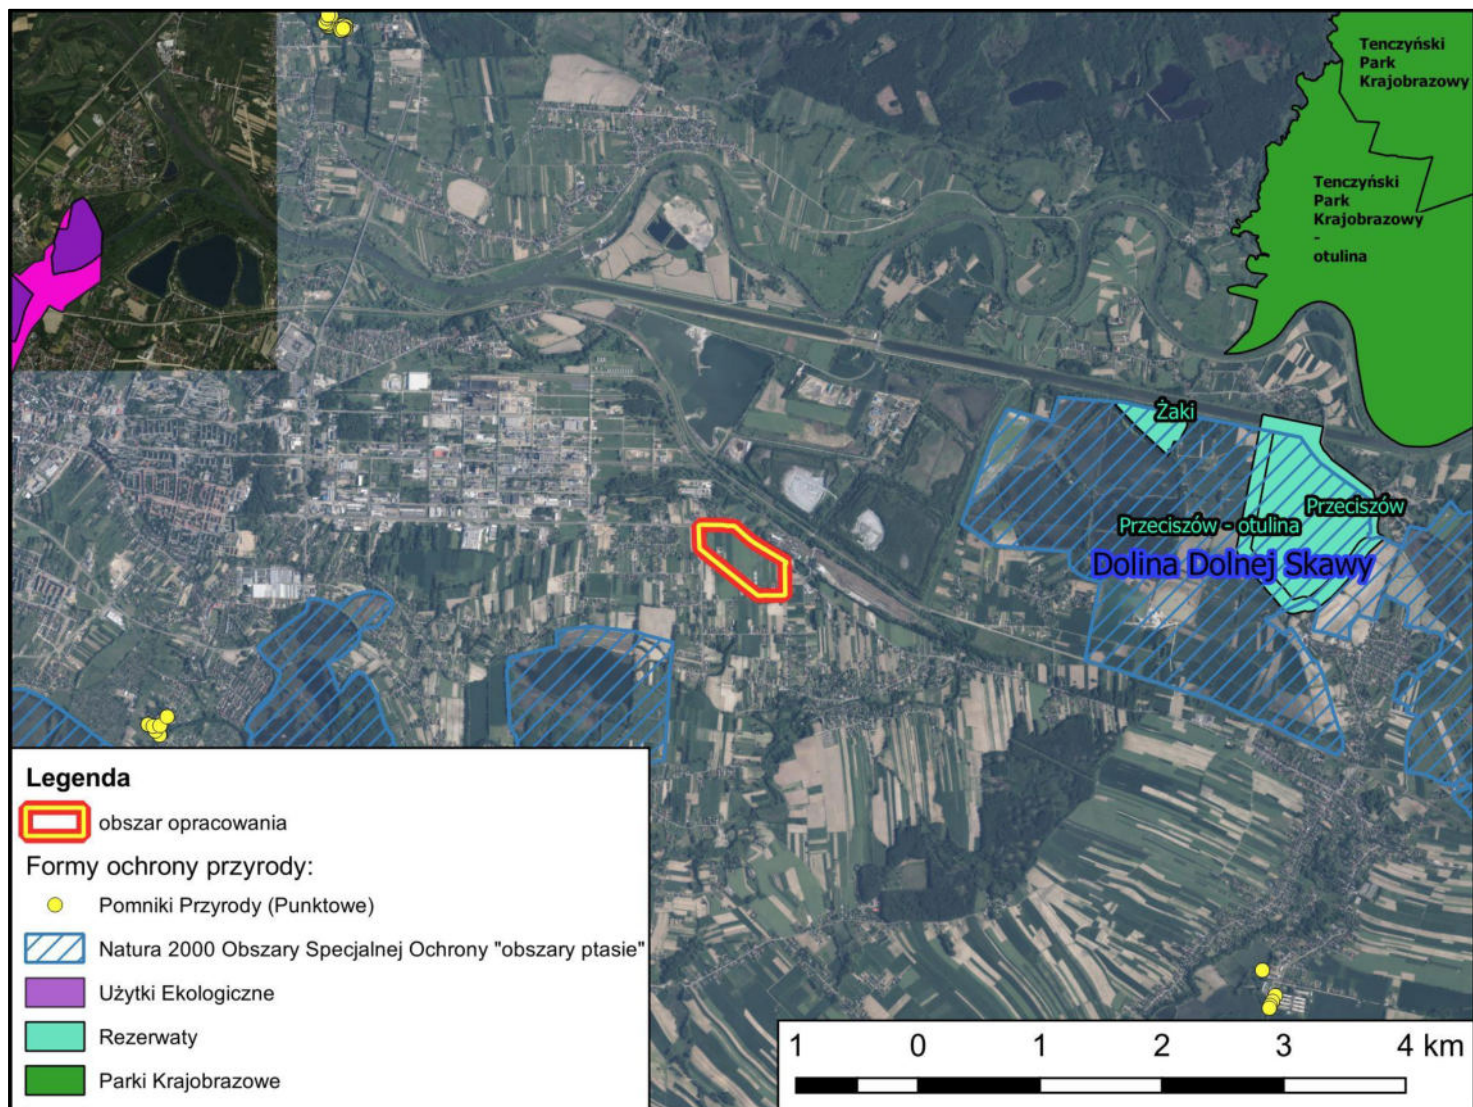 Tenczyński
Park
Krajobrazowy
Tenczyński
Park
Krajobrazowy
-
otulina
Żaki
Przeciszów
Przeciszów - otulina
Dolina Dolnej Skawy
Legenda
obszar opracowania
Formy ochrony przyrody:
Pomniki Przyrody (Punktowe)
Natura 2000 Obszary Specjalnej Ochrony "obszary ptasie"
Użytki Ekologiczne
Rezerwaty
Parki Krajobrazowe
1 0 1 2 3 4 km